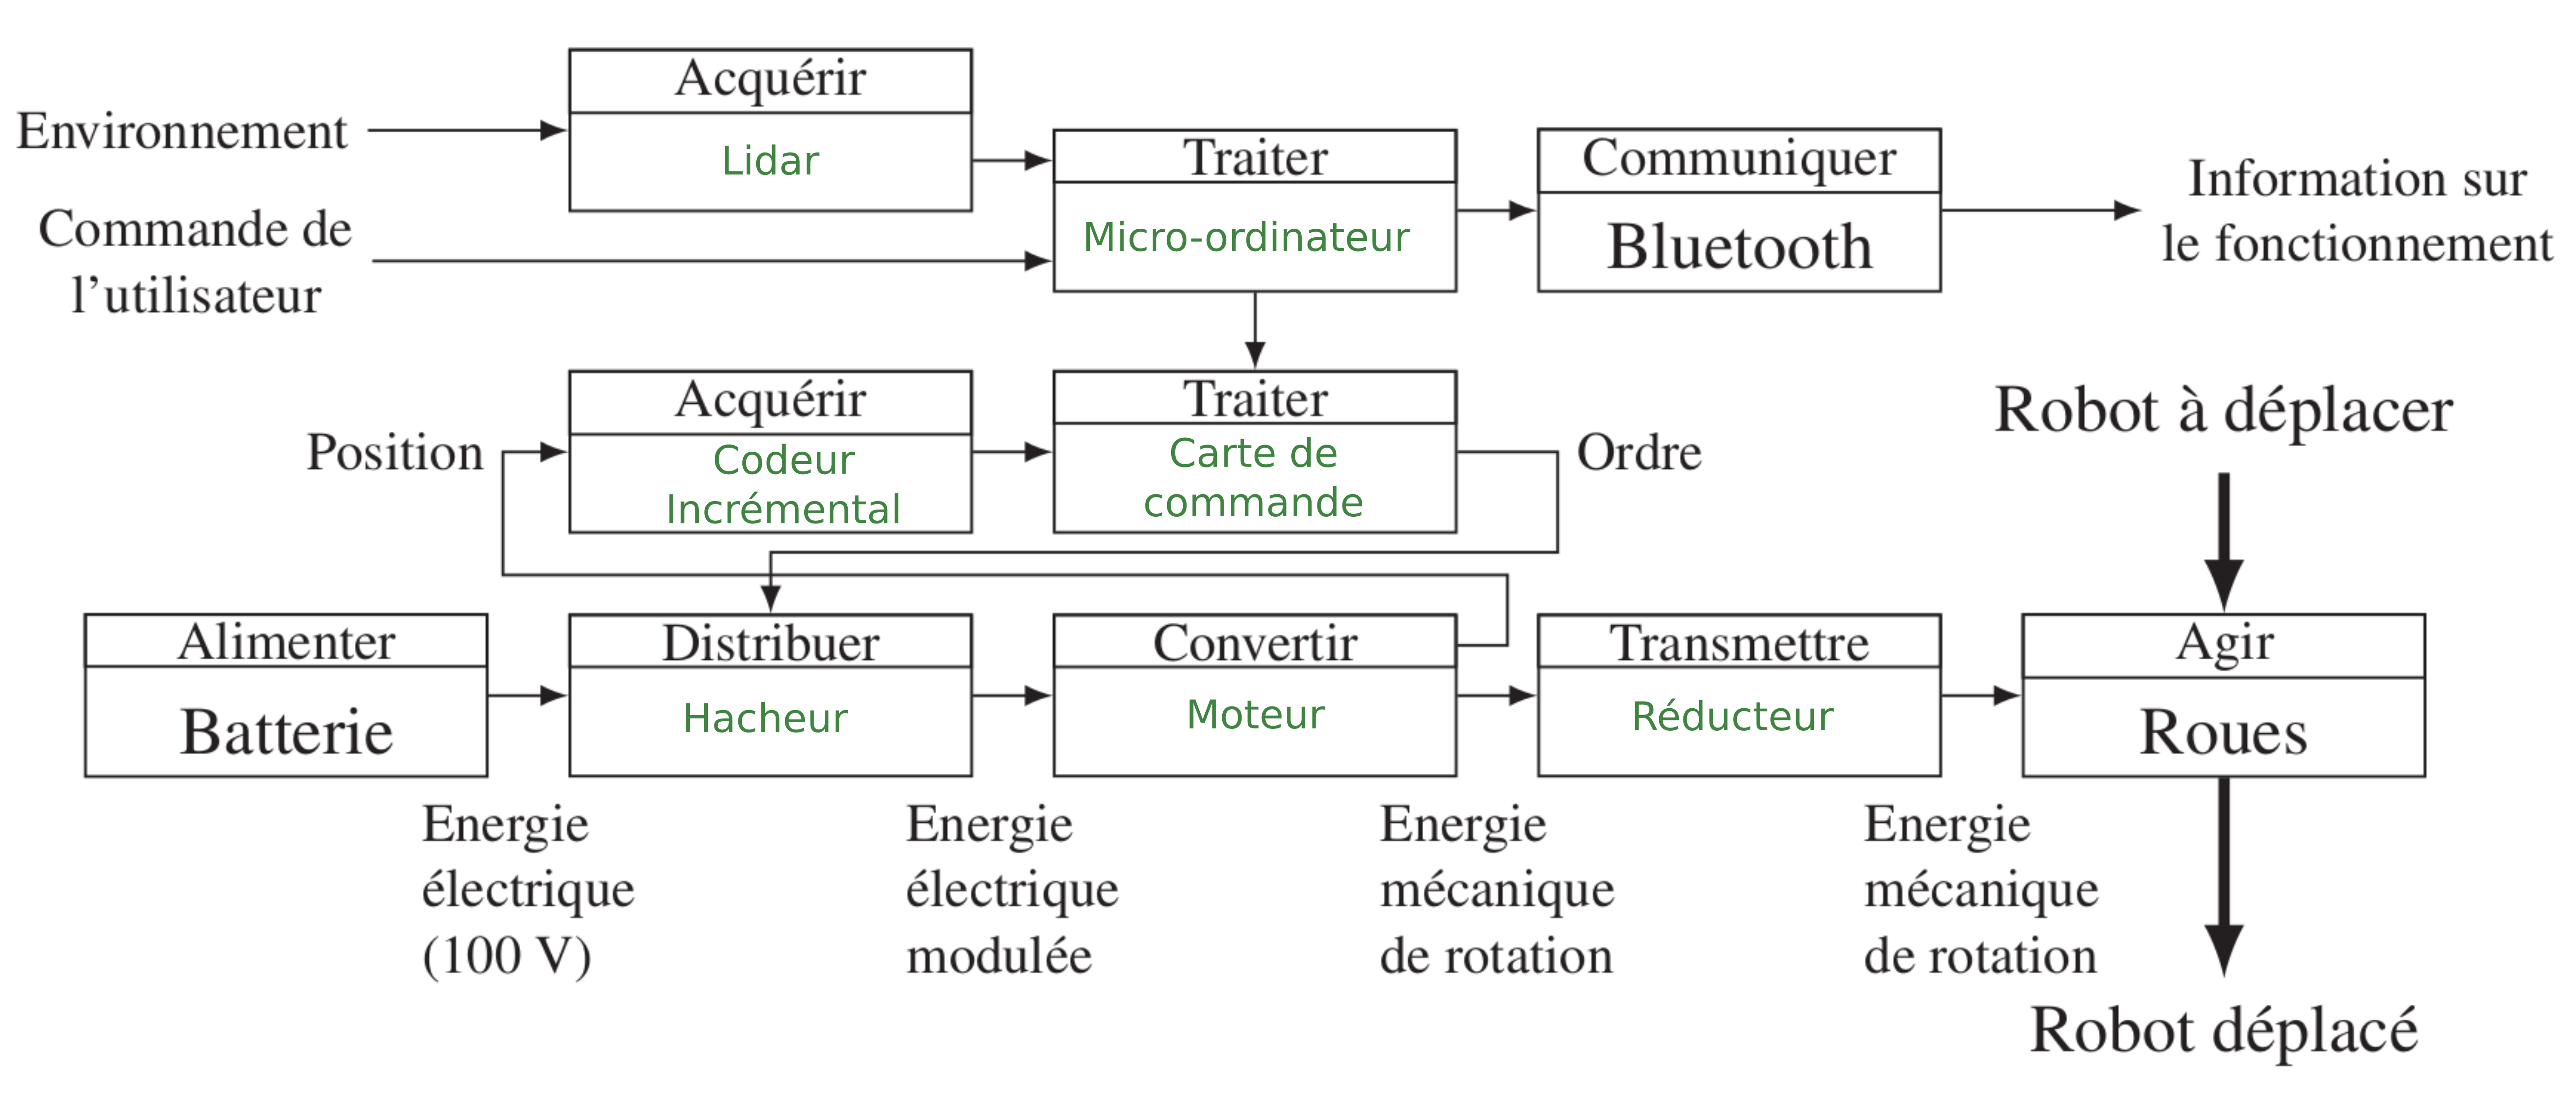 Acquérir
Environnement
Lidar
Commande de
l'utilisateur
Traiter
Micro-ordinateur
Communiquer
Bluetooth
Information sur
le fonctionnement
Position
Acquérir
Codeur
Incrémental
Traiter
Carte de
commande
Ordre
Robot à déplacer
Alimenter
Batterie
Distribuer
Hacheur
Convertir
Moteur
Transmettre
Réducteur
Agir
Roues
Energie
électrique
(100 V)
Energie
électrique
modulée
Energie
mécanique
de rotation
Energie
mécanique
de rotation
Robot déplacé